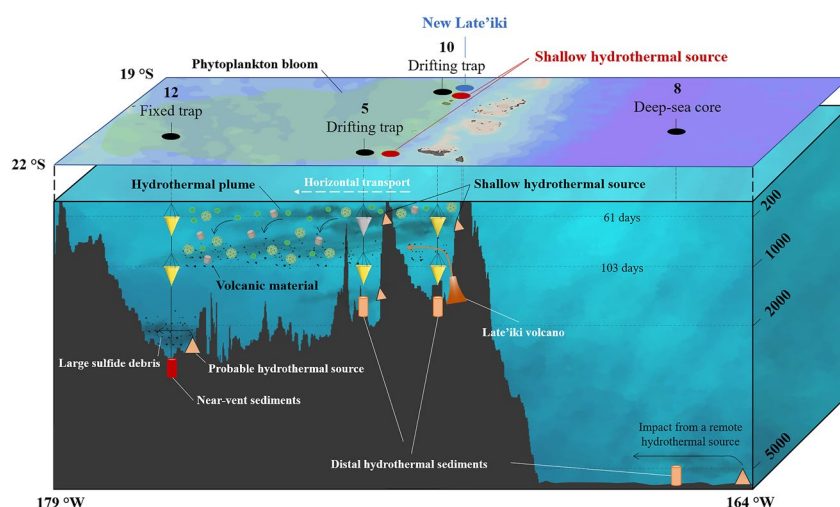 New Late'iki
10
Drifting trap
Shallow hydrothermal source
19 °S
Phytoplankton bloom
12
Fixed trap
5
Drifting trap
8
Deep-sea core
22 °S
Hydrothermal plume
Horizontal transport
Shallow hydrothermal source
200
61 days
1000
103 days
Volcanic material
2000
Late'iki volcano
Large sulfide debris
Probable hydrothermal source
Near-vent sediments
Impact from a remote
hydrothermal source
Distal hydrothermal sediments
5000
179 °W
164 °W